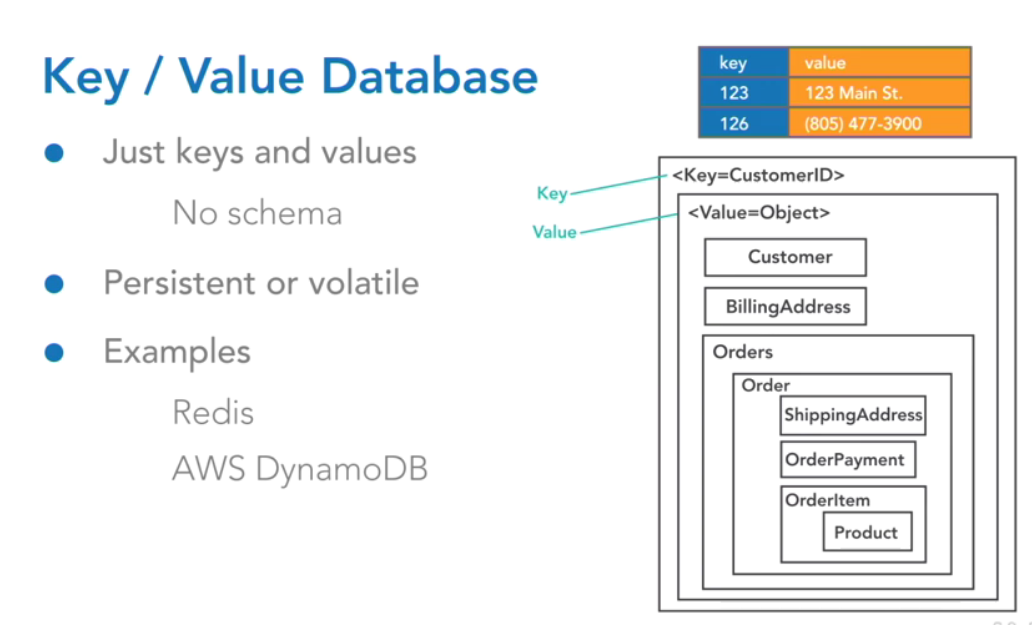 Key / Value Database
Just keys and values
No schema
Persistent or volatile
Examples
Redis
AWS DynamoDB
key value
123 123 Main St.
126 (805) 477-3900
Key
Value
<Key=CustomerID>
<Value=Object>
Customer
BillingAddress
Orders
Order
ShippingAddress
OrderPayment
OrderItem
Product